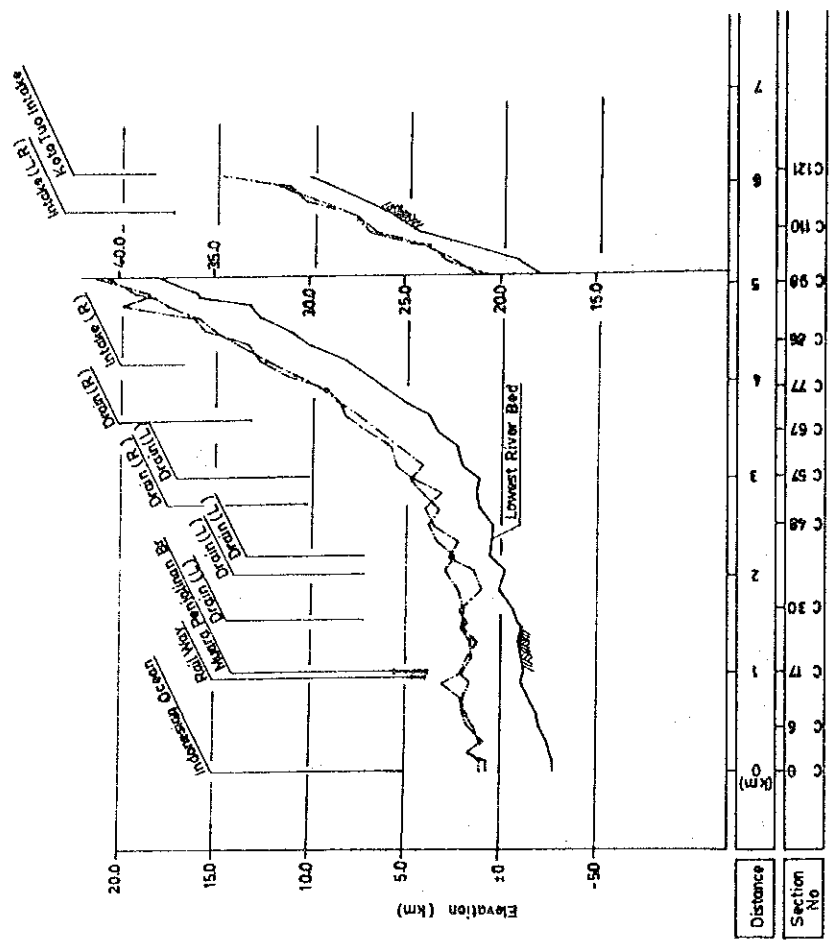 Indonesian Ocean
Rail Way
Muara Penjalinan Br
Drain (L)
Drain (L)
Drain (L)
Drain (R)
Drain (L)
Drain (R)
Intake (R)
Intake (L.R)
Koto Tuo Intake
40.0
35.0
30.0
25.0
20.0
15.0
20.0
15.0
10.0
5.0
±0
-5.0
Elevation (km)
Lowest River Bed
Distance
(km)
0
1
2
3
4
5
6
7
Section
No
C 0
C 6
C 17
C 30
C 48
C 57
C 67
C 77
C 86
C 98
C 110
C121